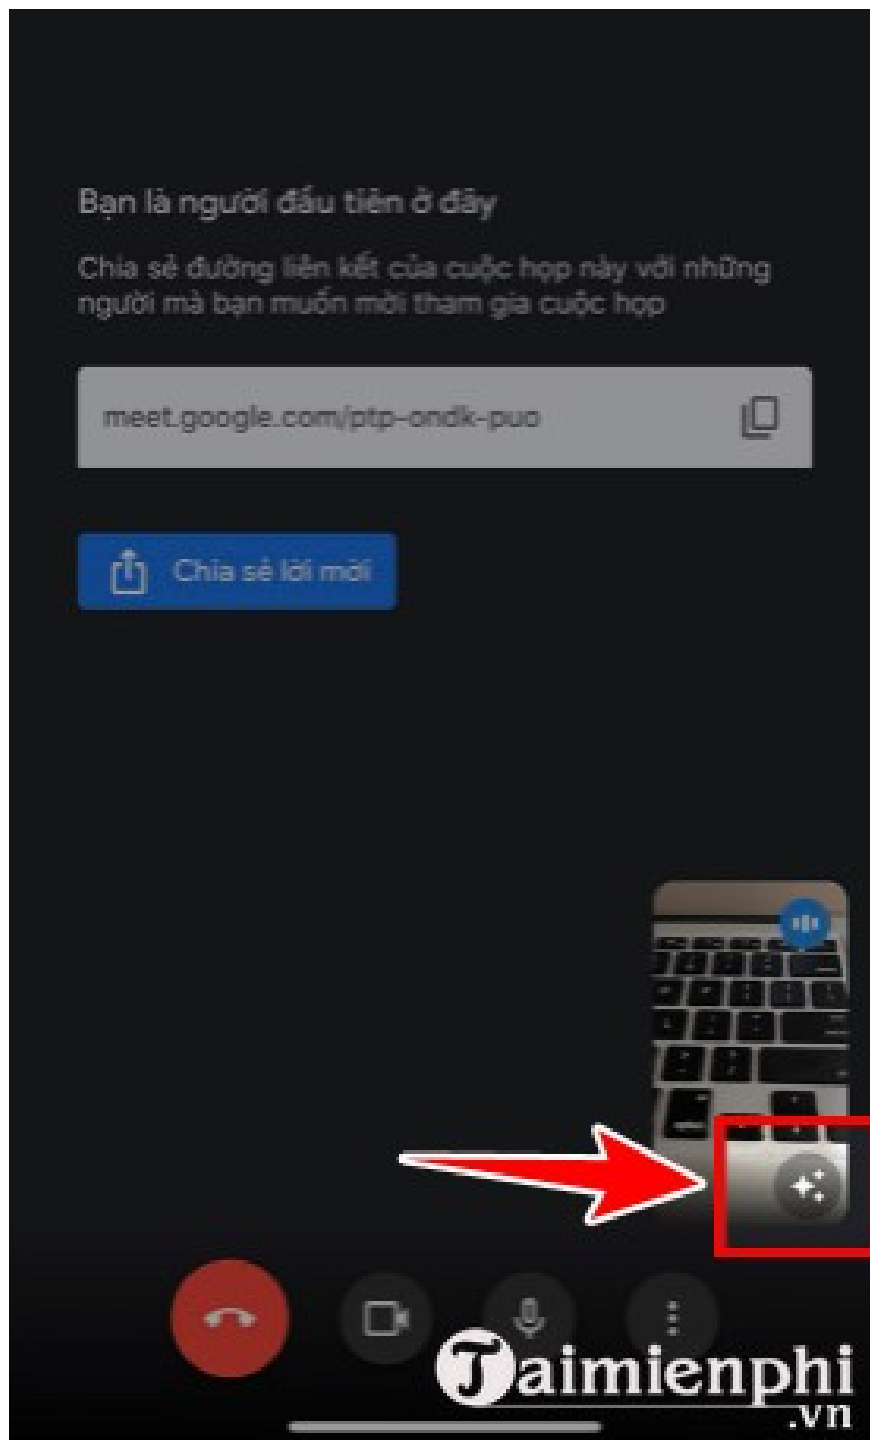 Bạn là người đầu tiên ở đây
Chia sẻ đường liên kết của cuộc họp này với những
người mà bạn muốn mời tham gia cuộc họp
meet.google.com/ptp-ondk-puo
Chia sẻ lời mời
Taimienphi
.vn